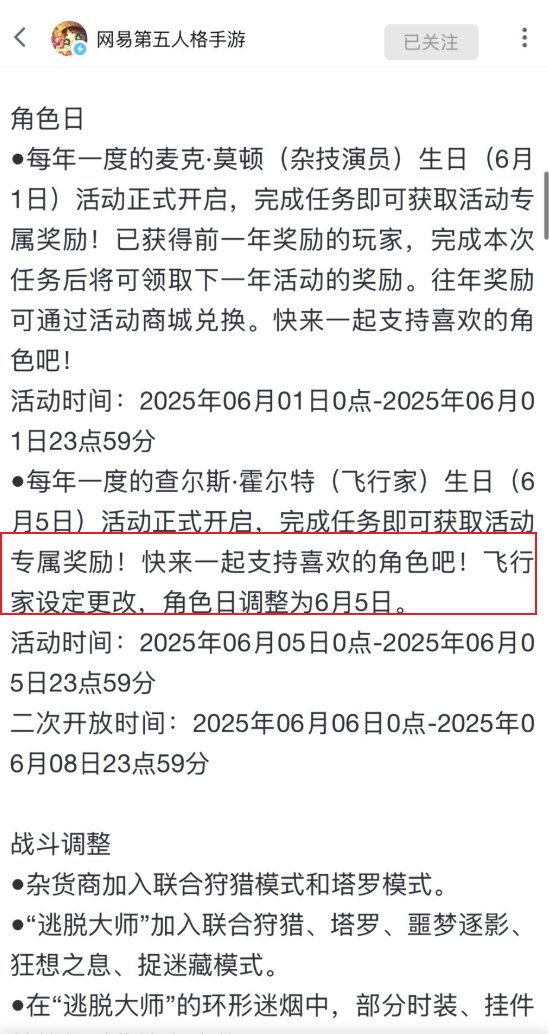 网易第五人格手游
已关注
角色日
●每年一度的麦克·莫顿（杂技演员）生日（6月
1日）活动正式开启，完成任务即可获取活动专
属奖励！已获得前一年奖励的玩家，完成本次
任务后将可领取下一年活动的奖励。往年奖励
可通过活动商城兑换。快来一起支持喜欢的角
色吧！
活动时间：2025年06月01日0点-2025年06月0
1日23点59分
●每年一度的查尔斯·霍尔特（飞行家）生日（6
月5日）活动正式开启，完成任务即可获取活动
专属奖励！快来一起支持喜欢的角色吧！飞行
家设定更改，角色日调整为6月5日。
活动时间：2025年06月05日0点-2025年06月0
5日23点59分
二次开放时间：2025年06月06日0点-2025年0
6月08日23点59分
战斗调整
●杂货商加入联合狩猎模式和塔罗模式。
●“逃脱大师”加入联合狩猎、塔罗、噩梦逐影、
狂想之息、捉迷藏模式。
●在“逃脱大师”的环形迷烟中，部分时装、挂件